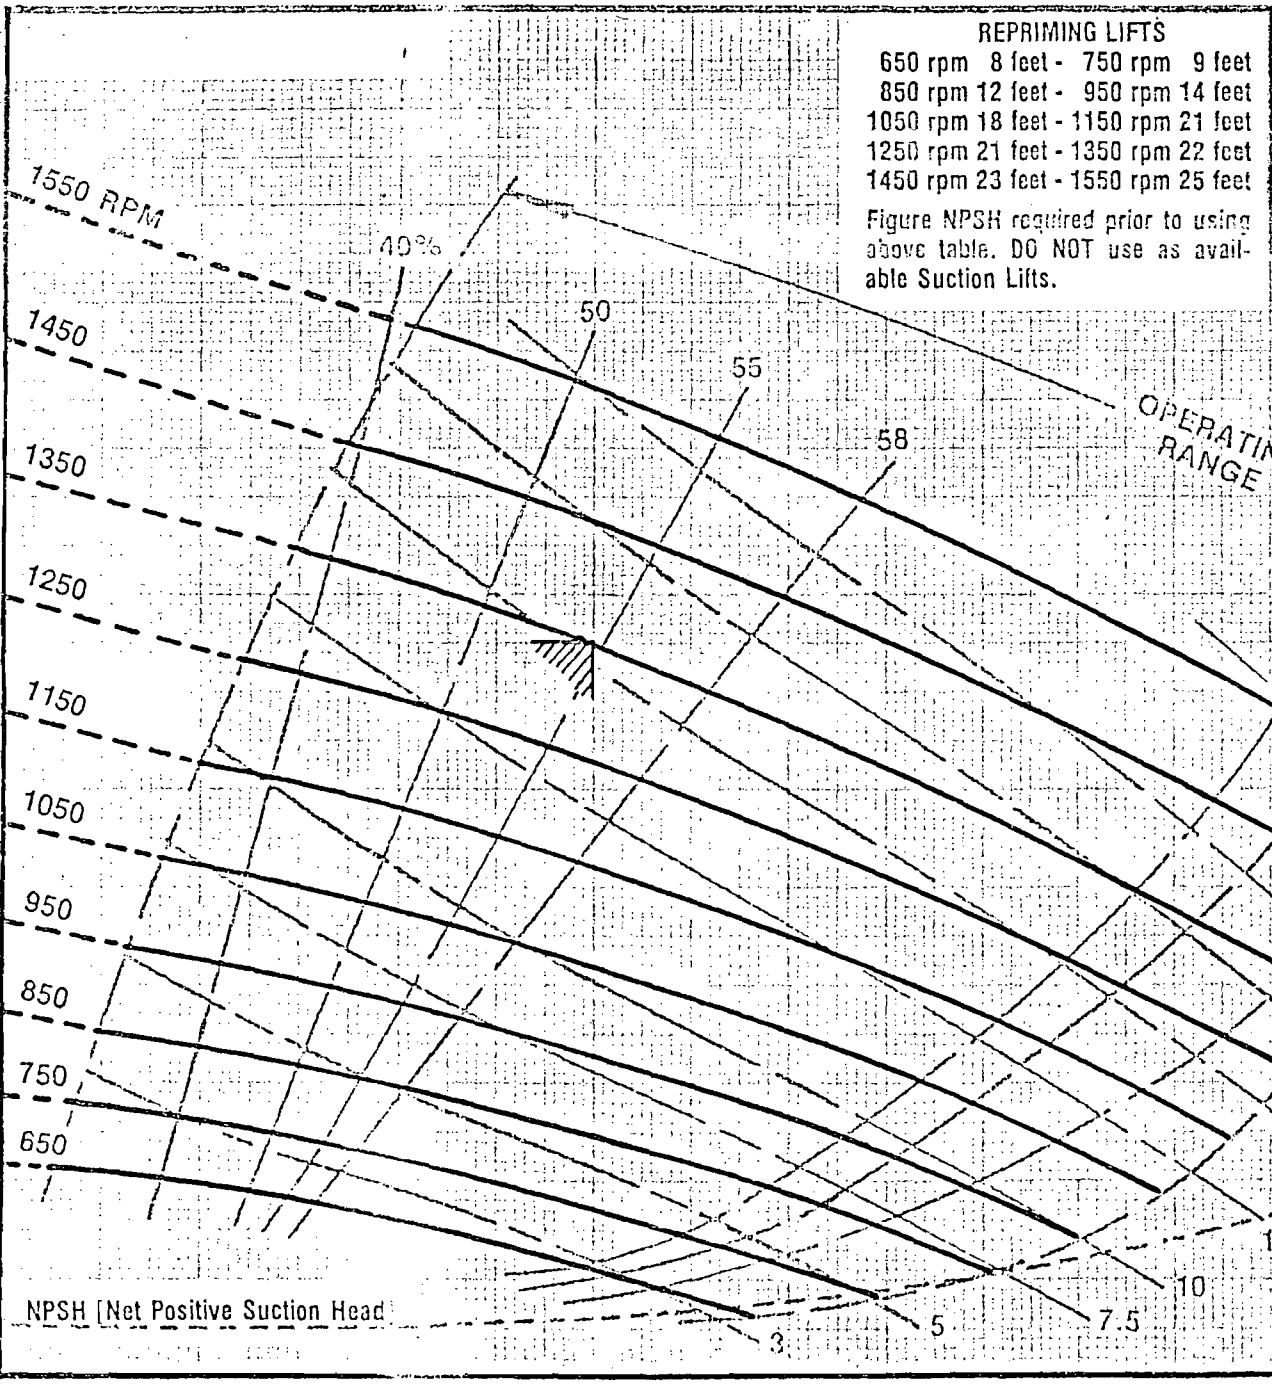 REPRIMING LIFTS
650 rpm 8 feet - 750 rpm 9 feet
850 rpm 12 feet - 950 rpm 14 feet
1050 rpm 18 feet - 1150 rpm 21 feet
1250 rpm 21 feet - 1350 rpm 22 feet
1450 rpm 23 feet - 1550 rpm 25 feet
Figure NPSH required prior to using
above table. DO NOT use as avail-
able Suction Lifts.
1550 RPM
49%
50
55
58
OPERATIN
RANGE
1450
1350
1250
1150
1050
950
850
750
650
NPSH [Net Positive Suction Head
3
5
7.5
10